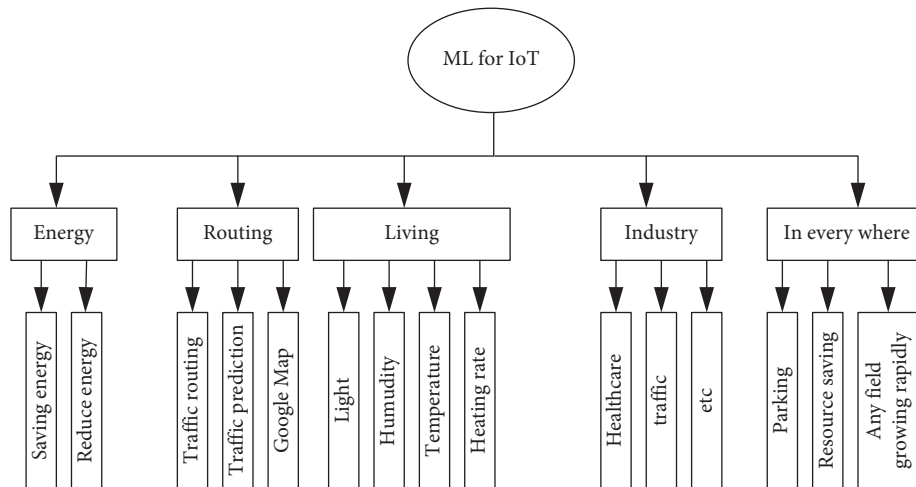 ML for IoT
Energy
Routing
Living
Industry
In every where
Saving energy
Reduce energy
Traffic routing
Traffic prediction
Google Map
Light
Humudity
Temperature
Heating rate
Healthcare
traffic
etc
Parking
Resource saving
Any field
growing rapidly